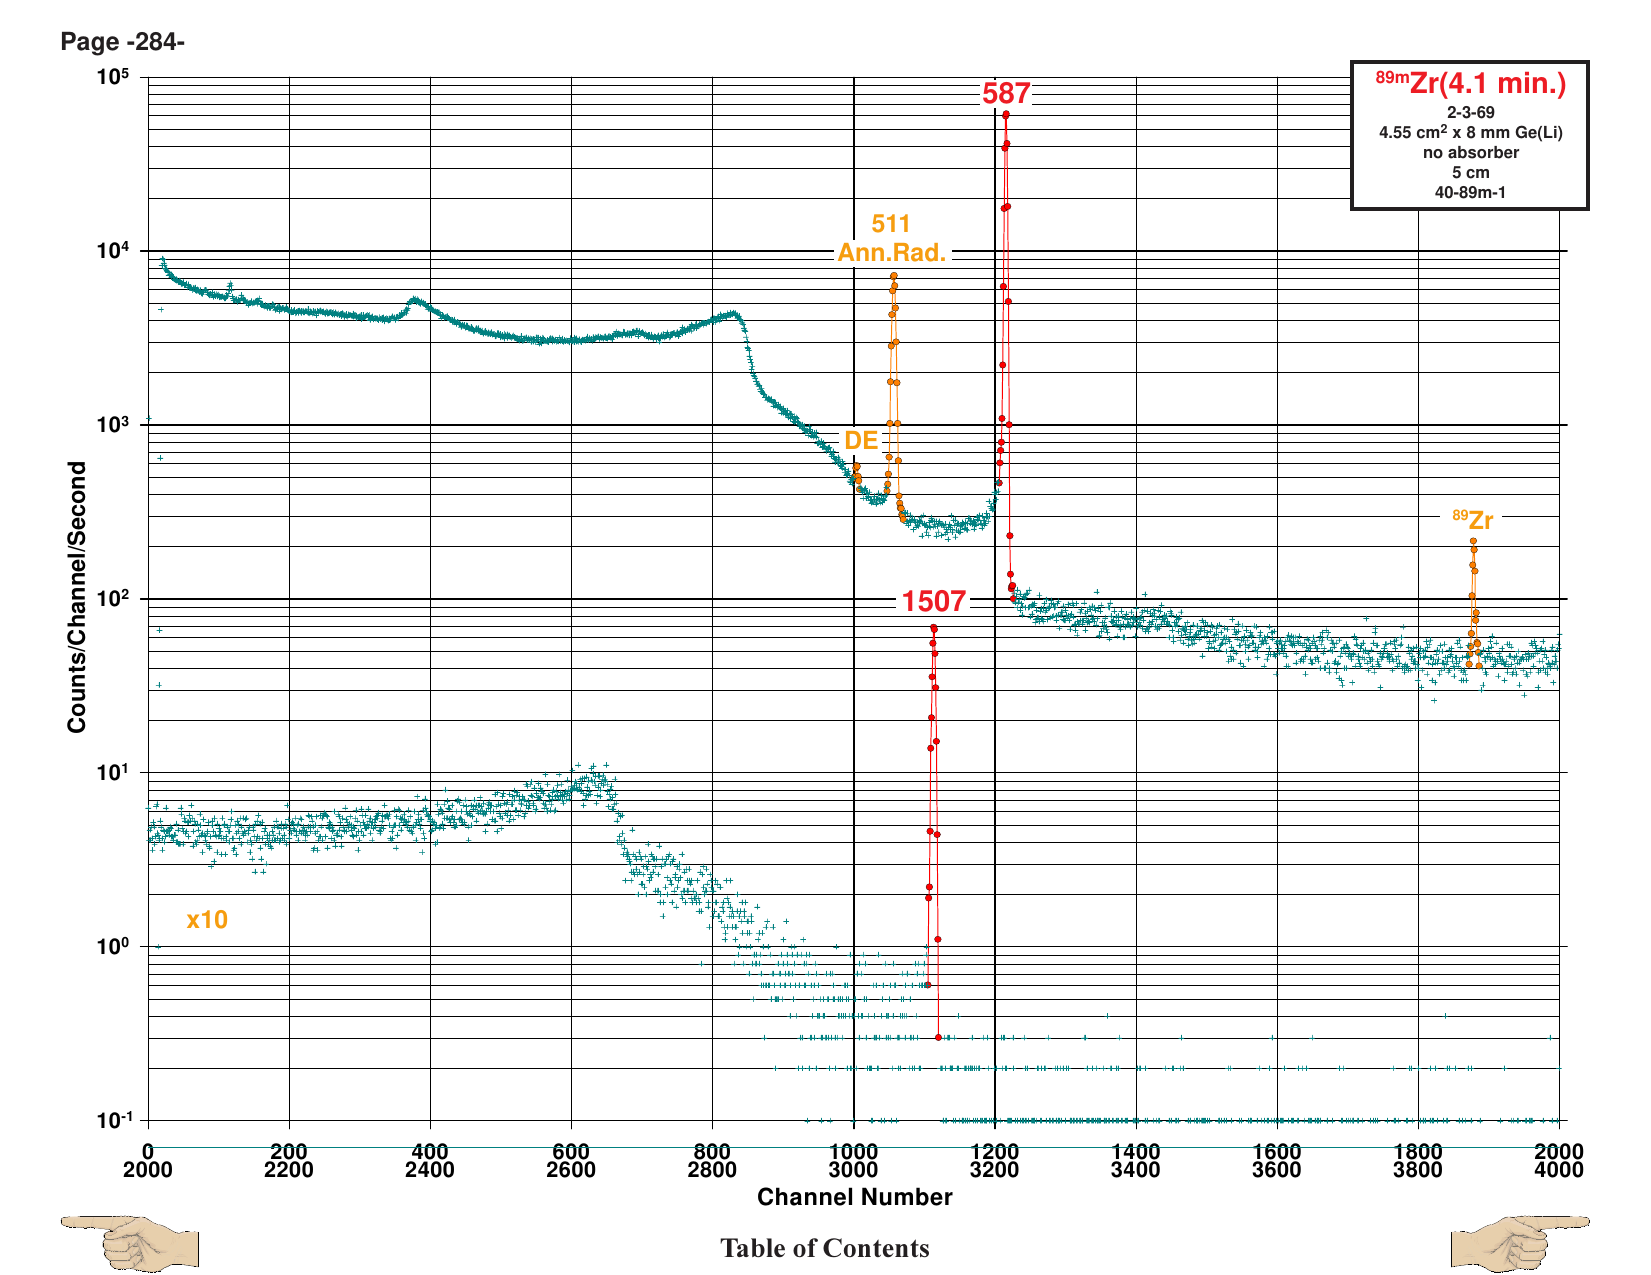 Page -284-
10⁵
587
⁸⁹ᵐZr(4.1 min.)
2-3-69
4.55 cm² x 8 mm Ge(Li)
no absorber
5 cm
40-89m-1
511
Ann.Rad.
10⁴
10³
DE
⁸⁹Zr
10²
1507
10¹
x10
10⁰
10⁻¹
Counts/Channel/Second
0 200 400 600 800 1000 1200 1400 1600 1800 2000
2000 2200 2400 2600 2800 3000 3200 3400 3600 3800 4000
Channel Number
Table of Contents